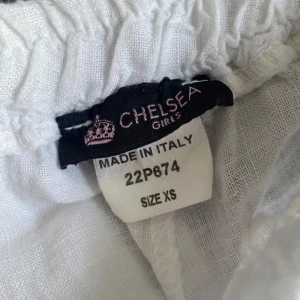 CHELSEA
GIRLS
MADE IN ITALY
22P674
SIZE XS